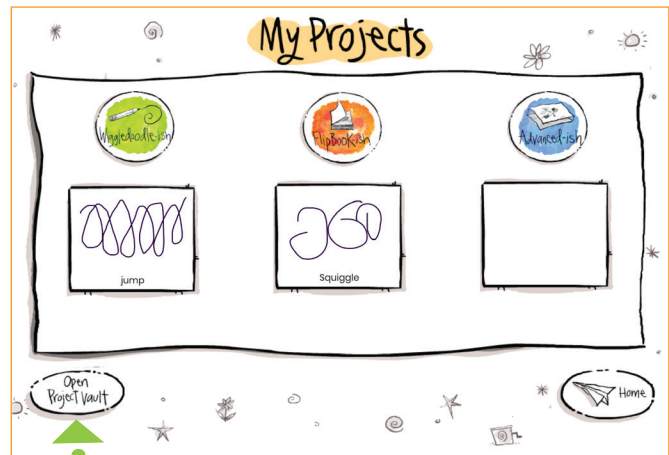 My Projects
Wiggledoodle-ish
FlipBook-ish
Advanced-ish
jump
Squiggle
Open
Project Vault
Home